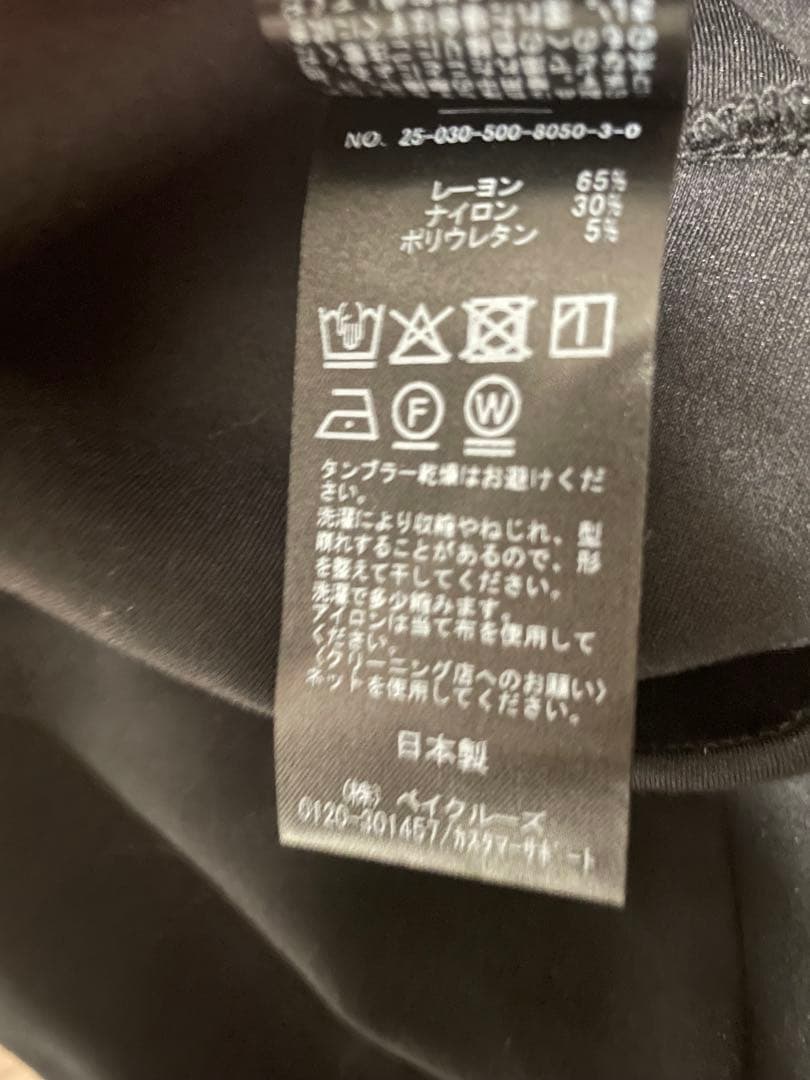 NO. 25-030-500-8050-3-0
レーヨン 65%
ナイロン 30%
ポリウレタン 5%
F W
タンブラー乾燥はお避けくだ
さい。
洗濯により収縮やねじれ、型
崩れすることがあるので、形
を整えて干してください。
洗濯で多少縮みます。
アイロンは当て布を使用して
ください。
〈クリーニング店へのお願い〉
ネットを使用してください。
日本製
(株) ベイクルーズ
0120-301457/カスタマーサポート